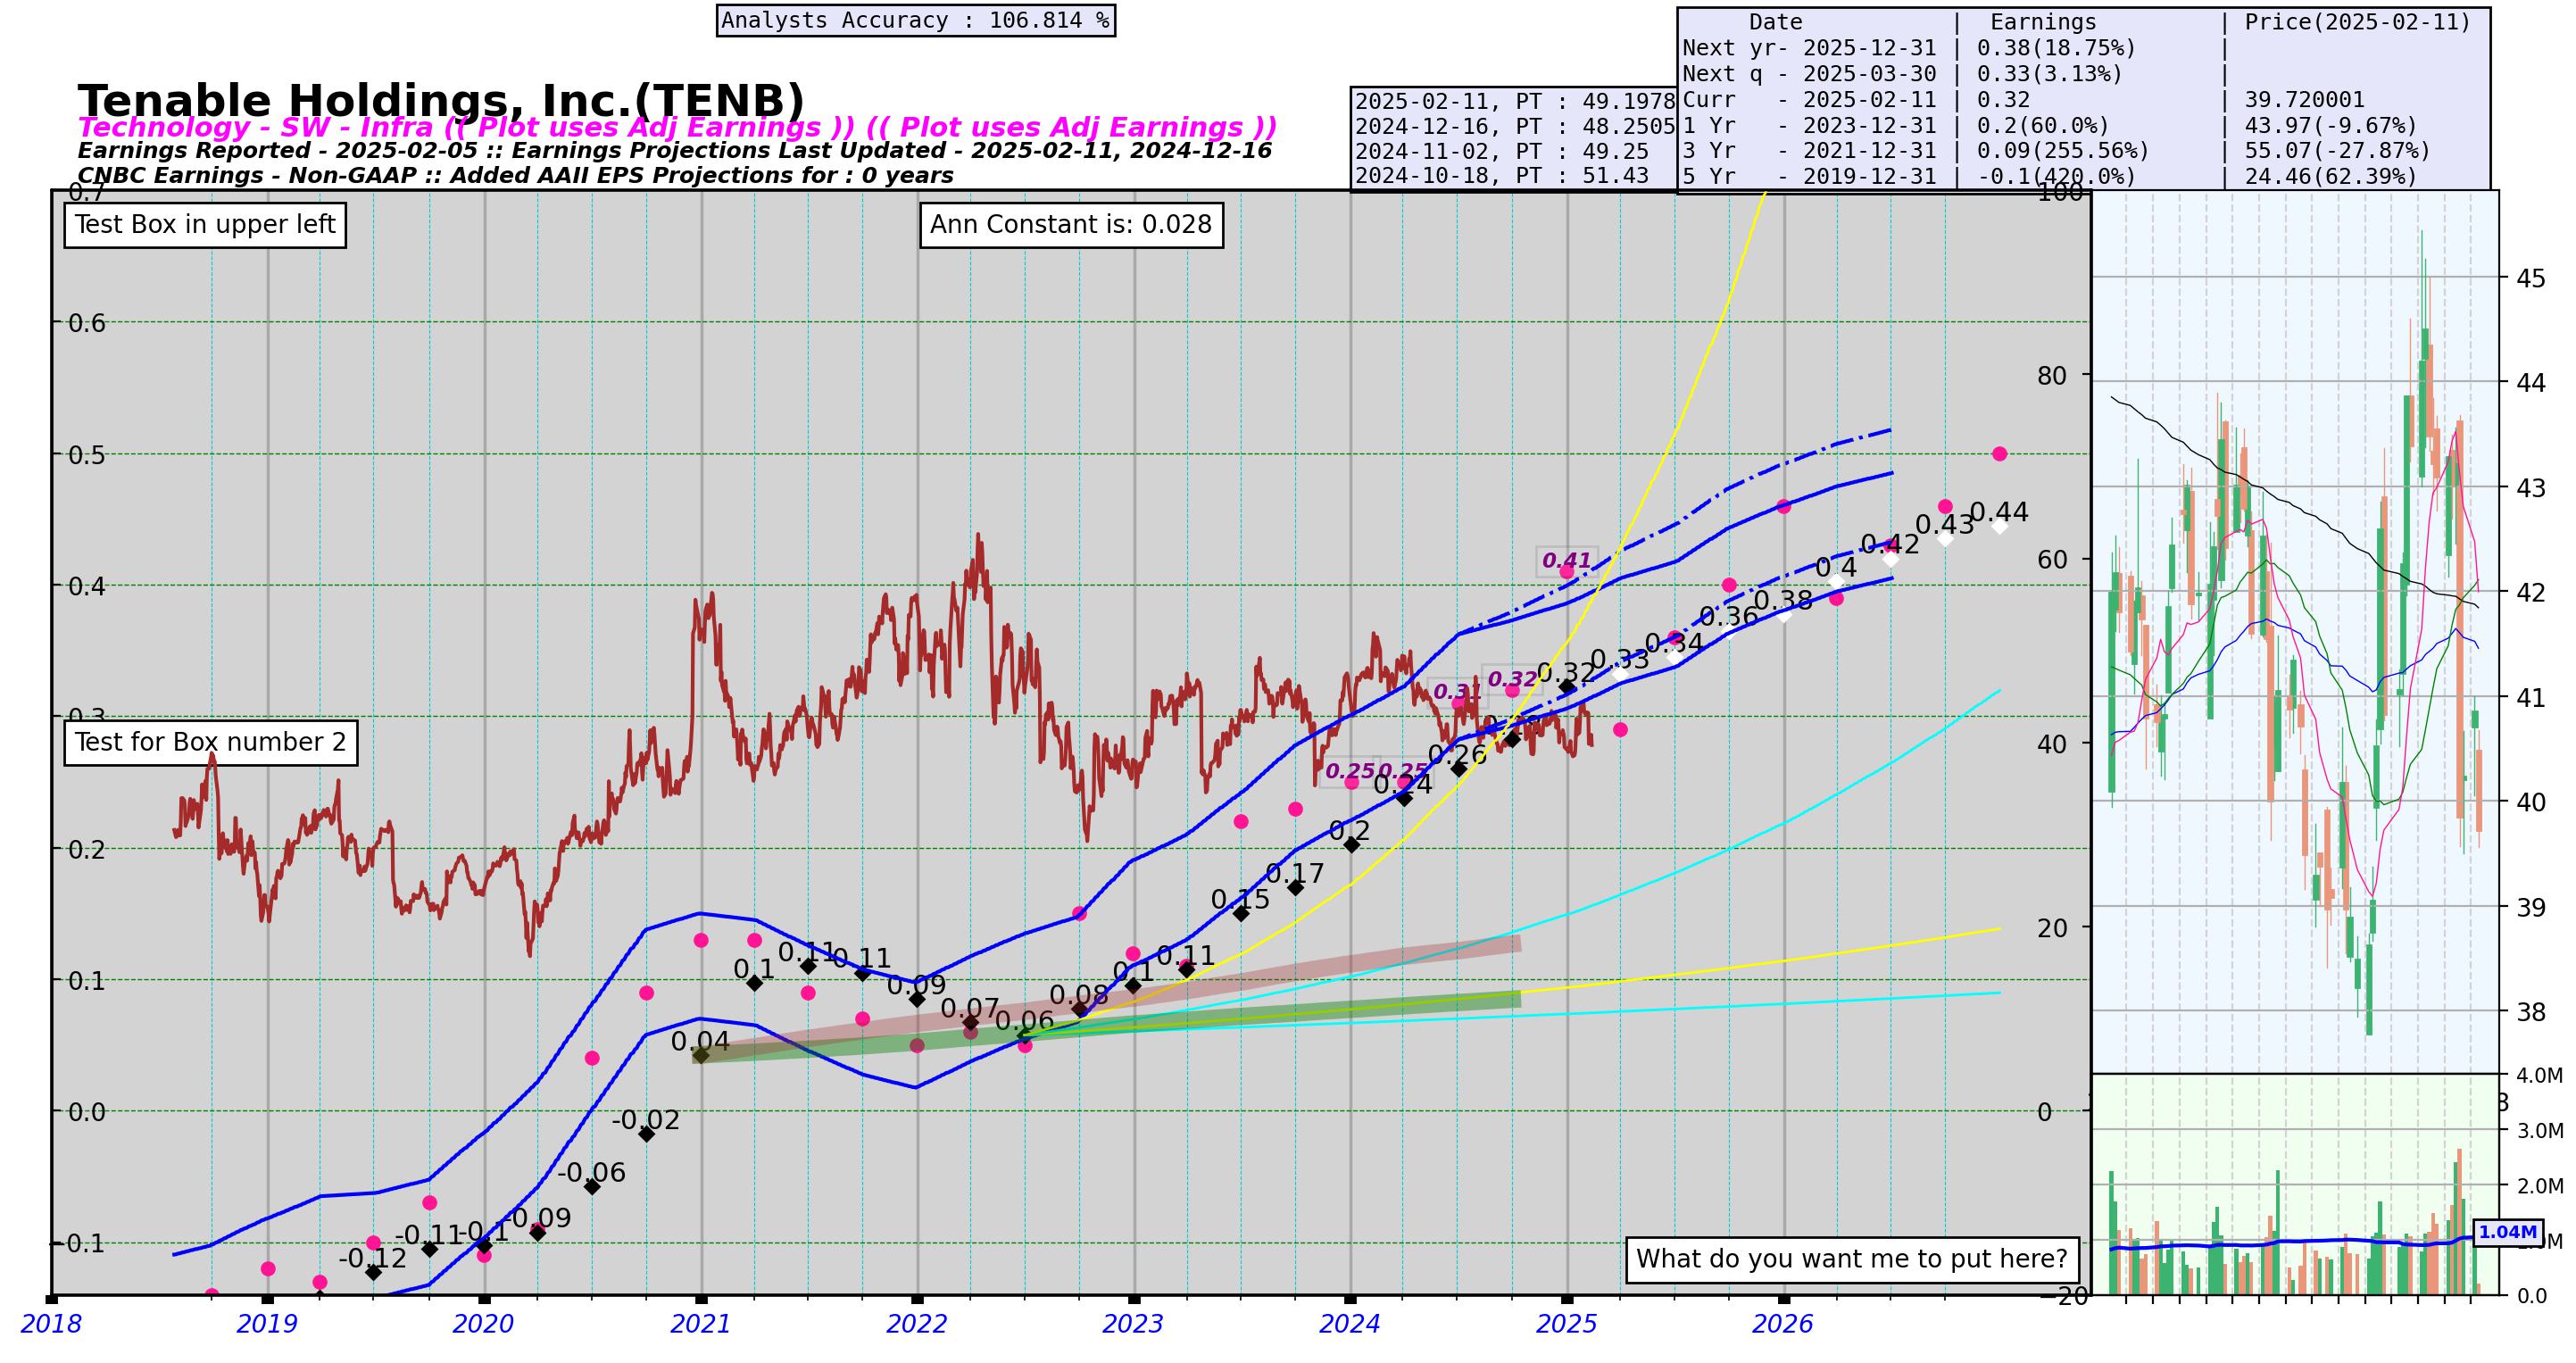 Analysts Accuracy : 106.814 %
Date | Earnings | Price(2025-02-11)
Next yr- 2025-12-31 | 0.38(18.75%) |
Next q - 2025-03-30 | 0.33(3.13%) |
Curr - 2025-02-11 | 0.32 | 39.720001
1 Yr - 2023-12-31 | 0.2(60.0%) | 43.97(-9.67%)
3 Yr - 2021-12-31 | 0.09(255.56%) | 55.07(-27.87%)
5 Yr - 2019-12-31 | -0.1(420.0%) | 24.46(62.39%)
2025-02-11, PT : 49.1978
2024-12-16, PT : 48.2505
2024-11-02, PT : 49.25
2024-10-18, PT : 51.43
Tenable Holdings, Inc.(TENB)
Technology - SW - Infra (( Plot uses Adj Earnings )) (( Plot uses Adj Earnings ))
Earnings Reported - 2025-02-05 :: Earnings Projections Last Updated - 2025-02-11, 2024-12-16
CNBC Earnings - Non-GAAP :: Added AAII EPS Projections for : 0 years
Test Box in upper left
Ann Constant is: 0.028
Test for Box number 2
What do you want me to put here?
0.7
0.6
0.5
0.4
0.3
0.2
0.1
0.0
-0.1
100
80
60
40
20
0
−20
-0.12
-0.11
-0.1
-0.09
-0.06
-0.02
0.04
0.1
0.11
0.11
0.09
0.07
0.06
0.08
0.1
0.11
0.15
0.17
0.2
0.24
0.26
0.32
0.33
0.34
0.36
0.38
0.4
0.42
0.43
0.44
0.25
0.25
0.31
0.32
0.41
45
44
43
42
41
40
39
38
4.0M
3.0M
2.0M
1.04M
0.0
2018 2019 2020 2021 2022 2023 2024 2025 2026